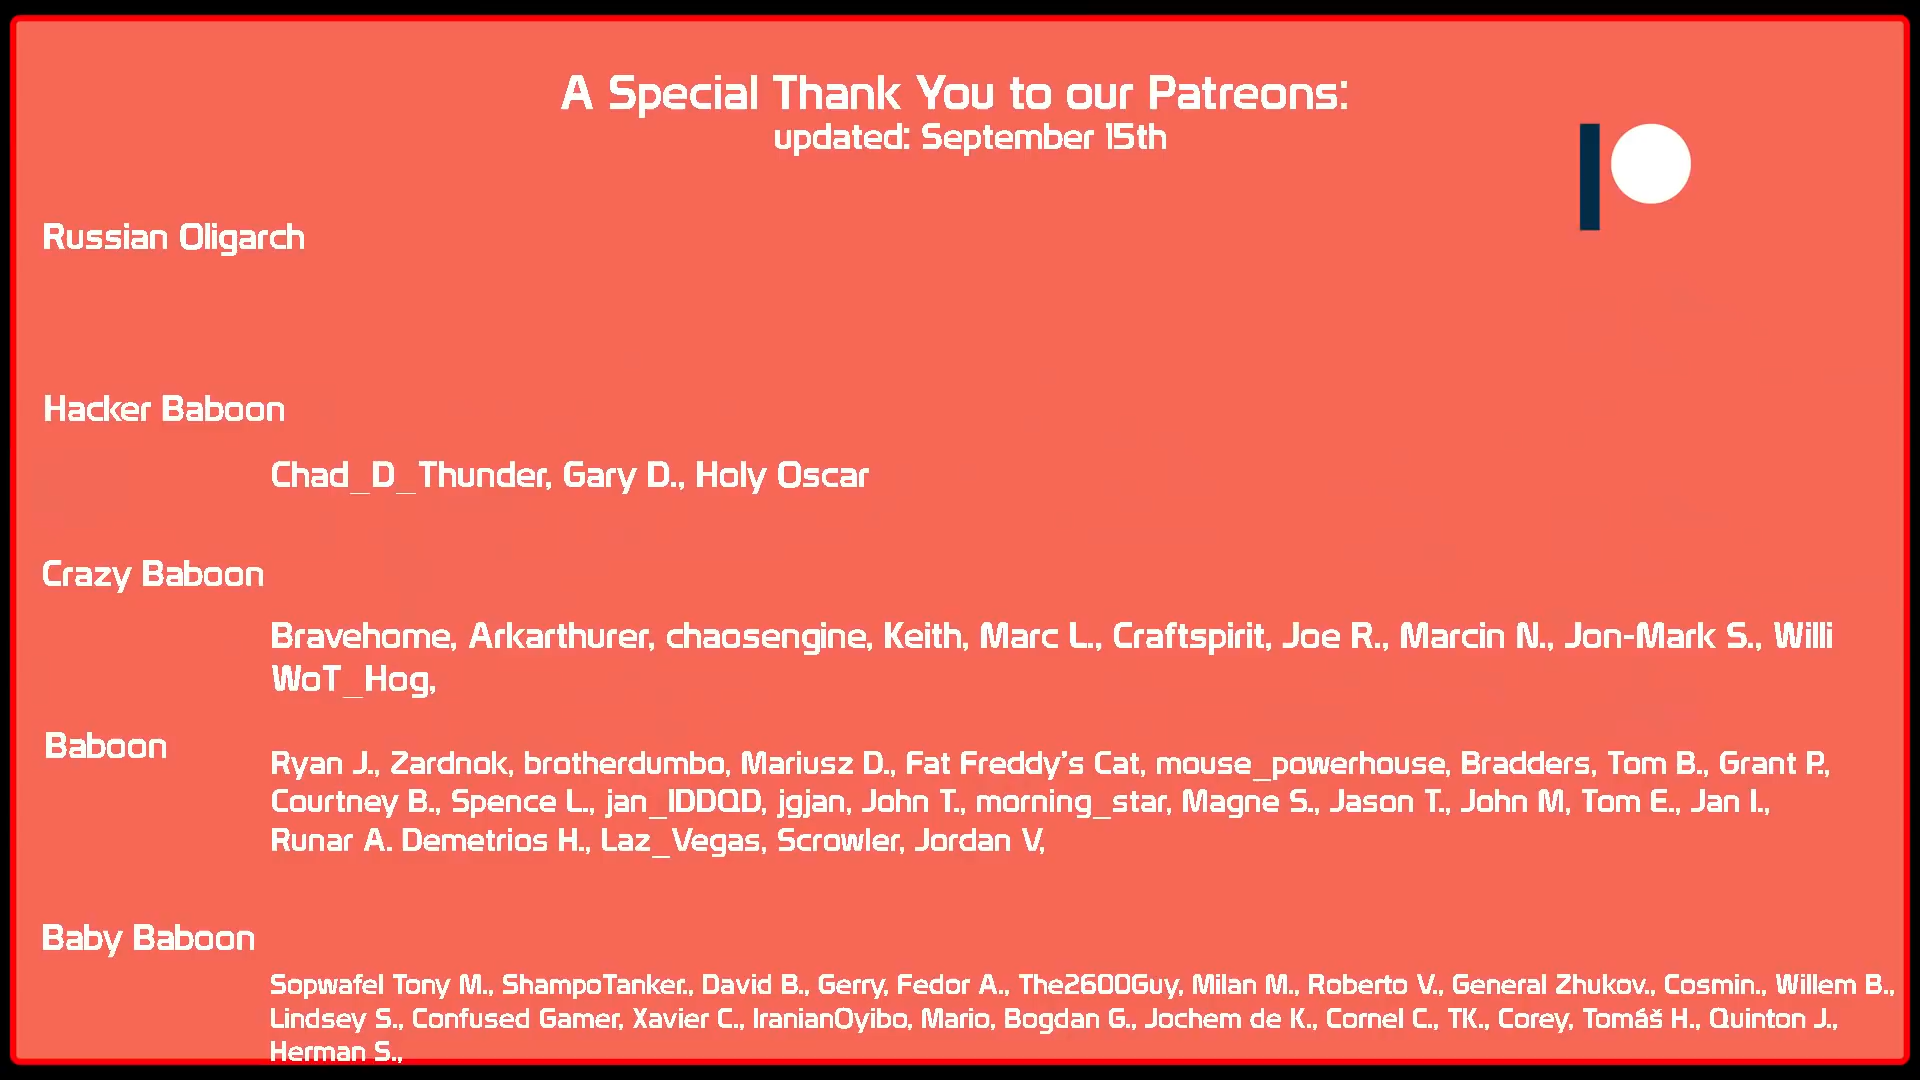 A Special Thank You to our Patreons:
updated: September 15th
Russian Oligarch
Hacker Baboon
Chad_D_Thunder, Gary D., Holy Oscar
Crazy Baboon
Bravehome, Arkarthurer, chaosengine, Keith, Marc L., Craftspirit, Joe R., Marcin N., Jon-Mark S., Willi
WoT_Hog,
Baboon
Ryan J., Zardnok, brotherdumbo, Mariusz D., Fat Freddy's Cat, mouse_powerhouse, Bradders, Tom B., Grant P.,
Courtney B., Spence L., jan_IDDQD, jgjan, John T., morning_star, Magne S., Jason T., John M, Tom E., Jan I.,
Runar A. Demetrios H., Laz_Vegas, Scrowler, Jordan V,
Baby Baboon
Sopwafel Tony M., ShampoTanker., David B., Gerry, Fedor A., The2600Guy, Milan M., Roberto V., General Zhukov., Cosmin., Willem B.,
Lindsey S., Confused Gamer, Xavier C., IranianOyibo, Mario, Bogdan G., Jochem de K., Cornel C., TK., Corey, Tomáš H., Quinton J.,
Herman S.,